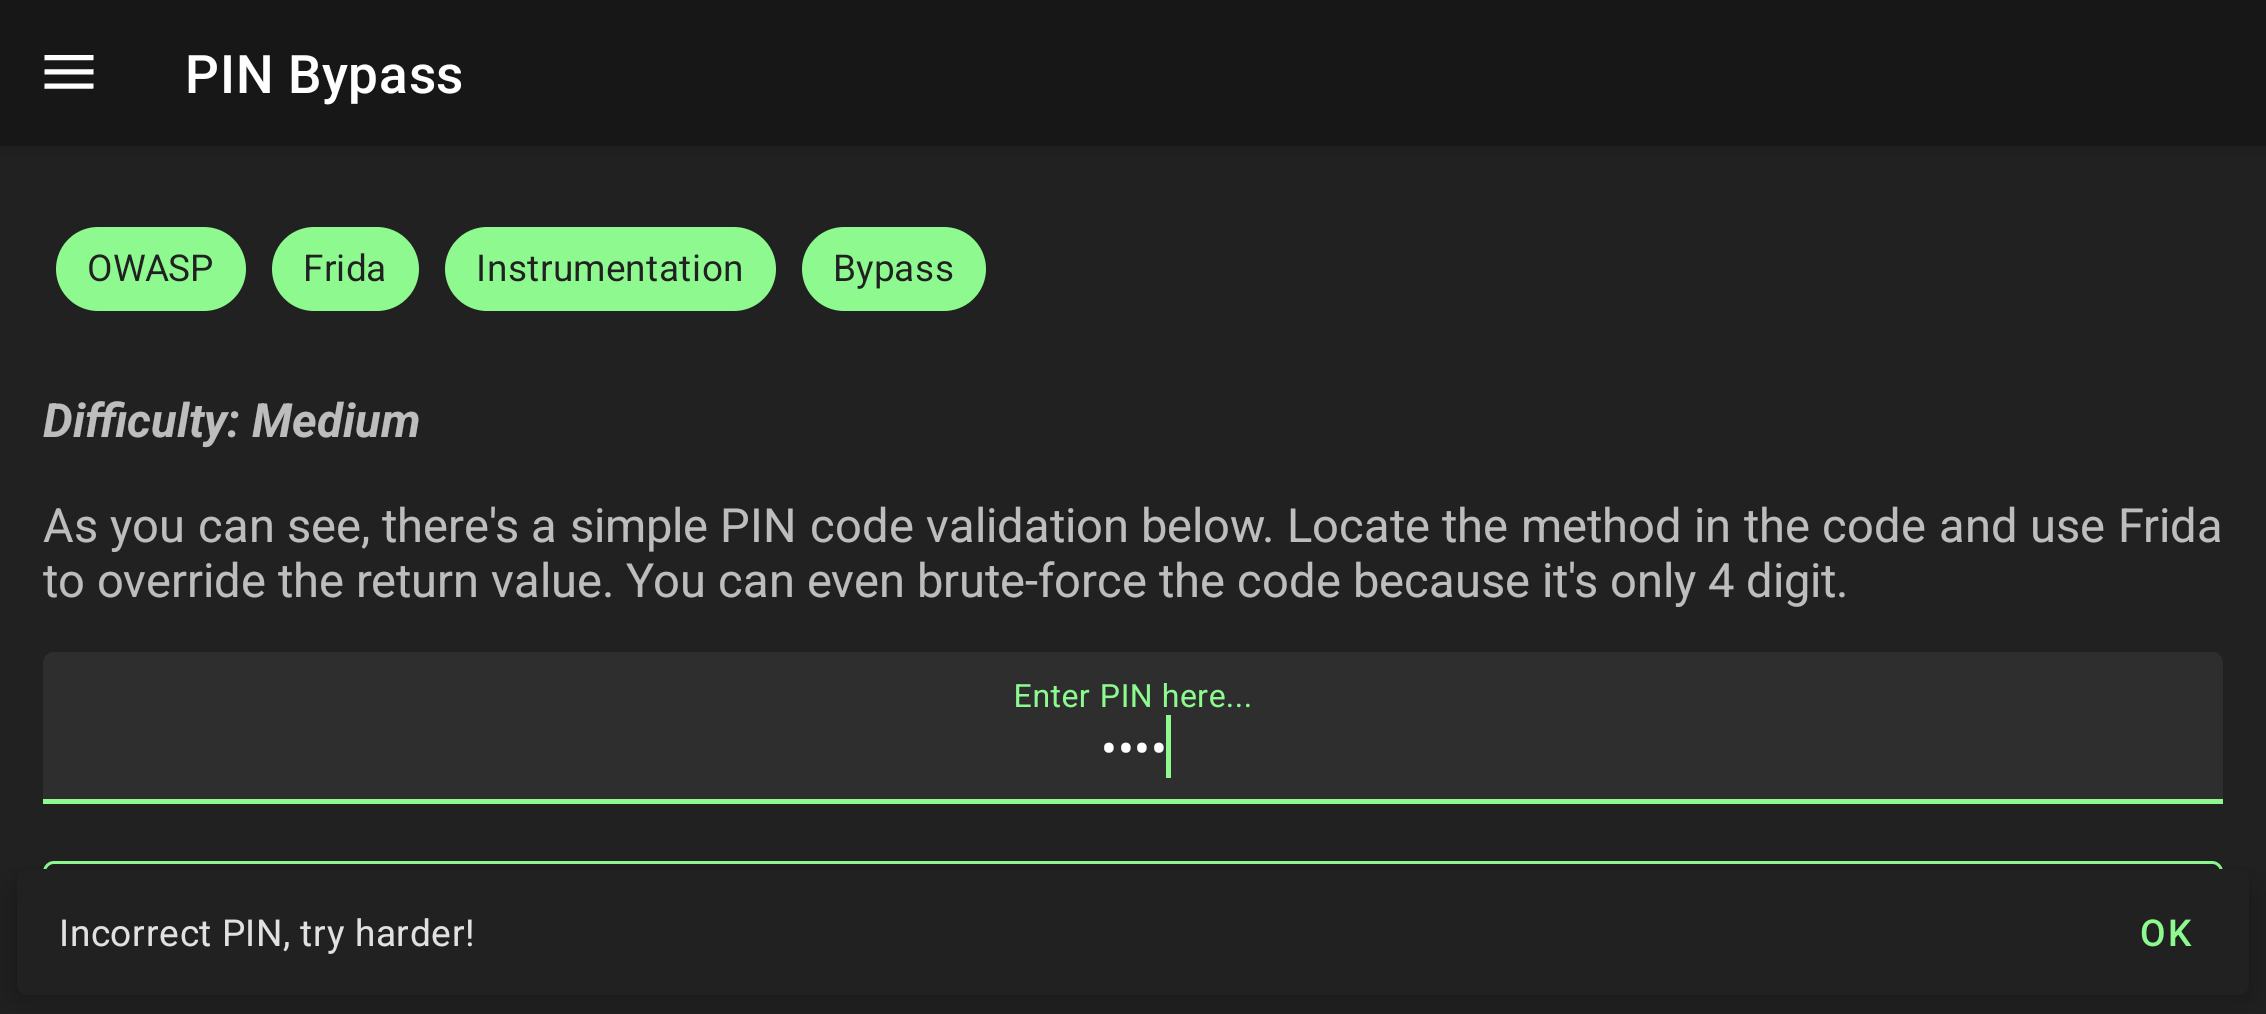 PIN Bypass
OWASP Frida Instrumentation Bypass
Difficulty: Medium
As you can see, there's a simple PIN code validation below. Locate the method in the code and use Frida
to override the return value. You can even brute-force the code because it's only 4 digit.
Enter PIN here...
••••
Incorrect PIN, try harder! OK